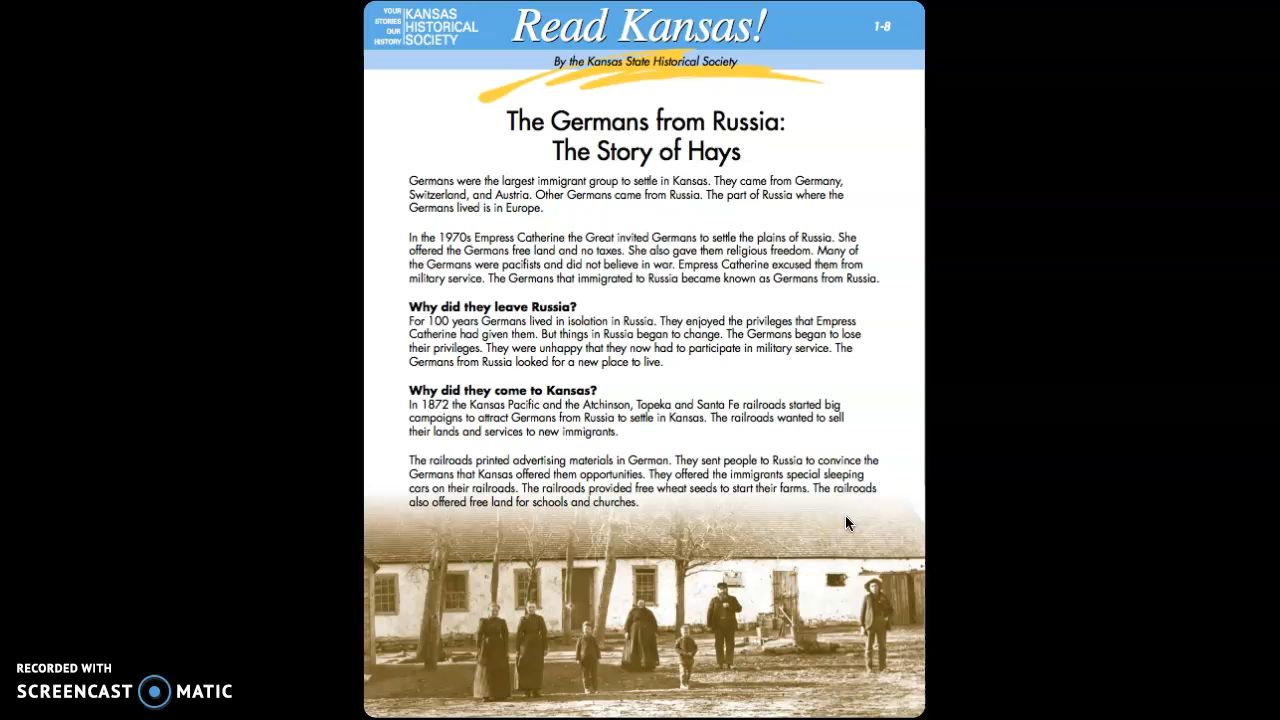 YOUR
STORIES
OUR
HISTORY
KANSAS
HISTORICAL
SOCIETY
Read Kansas!
1-8
By the Kansas State Historical Society
The Germans from Russia:
The Story of Hays
Germans were the largest immigrant group to settle in Kansas. They came from Germany,
Switzerland, and Austria. Other Germans came from Russia. The part of Russia where the
Germans lived is in Europe.
In the 1970s Empress Catherine the Great invited Germans to settle the plains of Russia. She
offered the Germans free land and no taxes. She also gave them religious freedom. Many of
the Germans were pacifists and did not believe in war. Empress Catherine excused them from
military service. The Germans that immigrated to Russia became known as Germans from Russia.
Why did they leave Russia?
For 100 years Germans lived in isolation in Russia. They enjoyed the privileges that Empress
Catherine had given them. But things in Russia began to change. The Germans began to lose
their privileges. They were unhappy that they now had to participate in military service. The
Germans from Russia looked for a new place to live.
Why did they come to Kansas?
In 1872 the Kansas Pacific and the Atchinson, Topeka and Santa Fe railroads started big
campaigns to attract Germans from Russia to settle in Kansas. The railroads wanted to sell
their lands and services to new immigrants.
The railroads printed advertising materials in German. They sent people to Russia to convince the
Germans that Kansas offered them opportunities. They offered the immigrants special sleeping
cars on their railroads. The railroads provided free wheat seeds to start their farms. The railroads
also offered free land for schools and churches.
RECORDED WITH
SCREENCAST MATIC